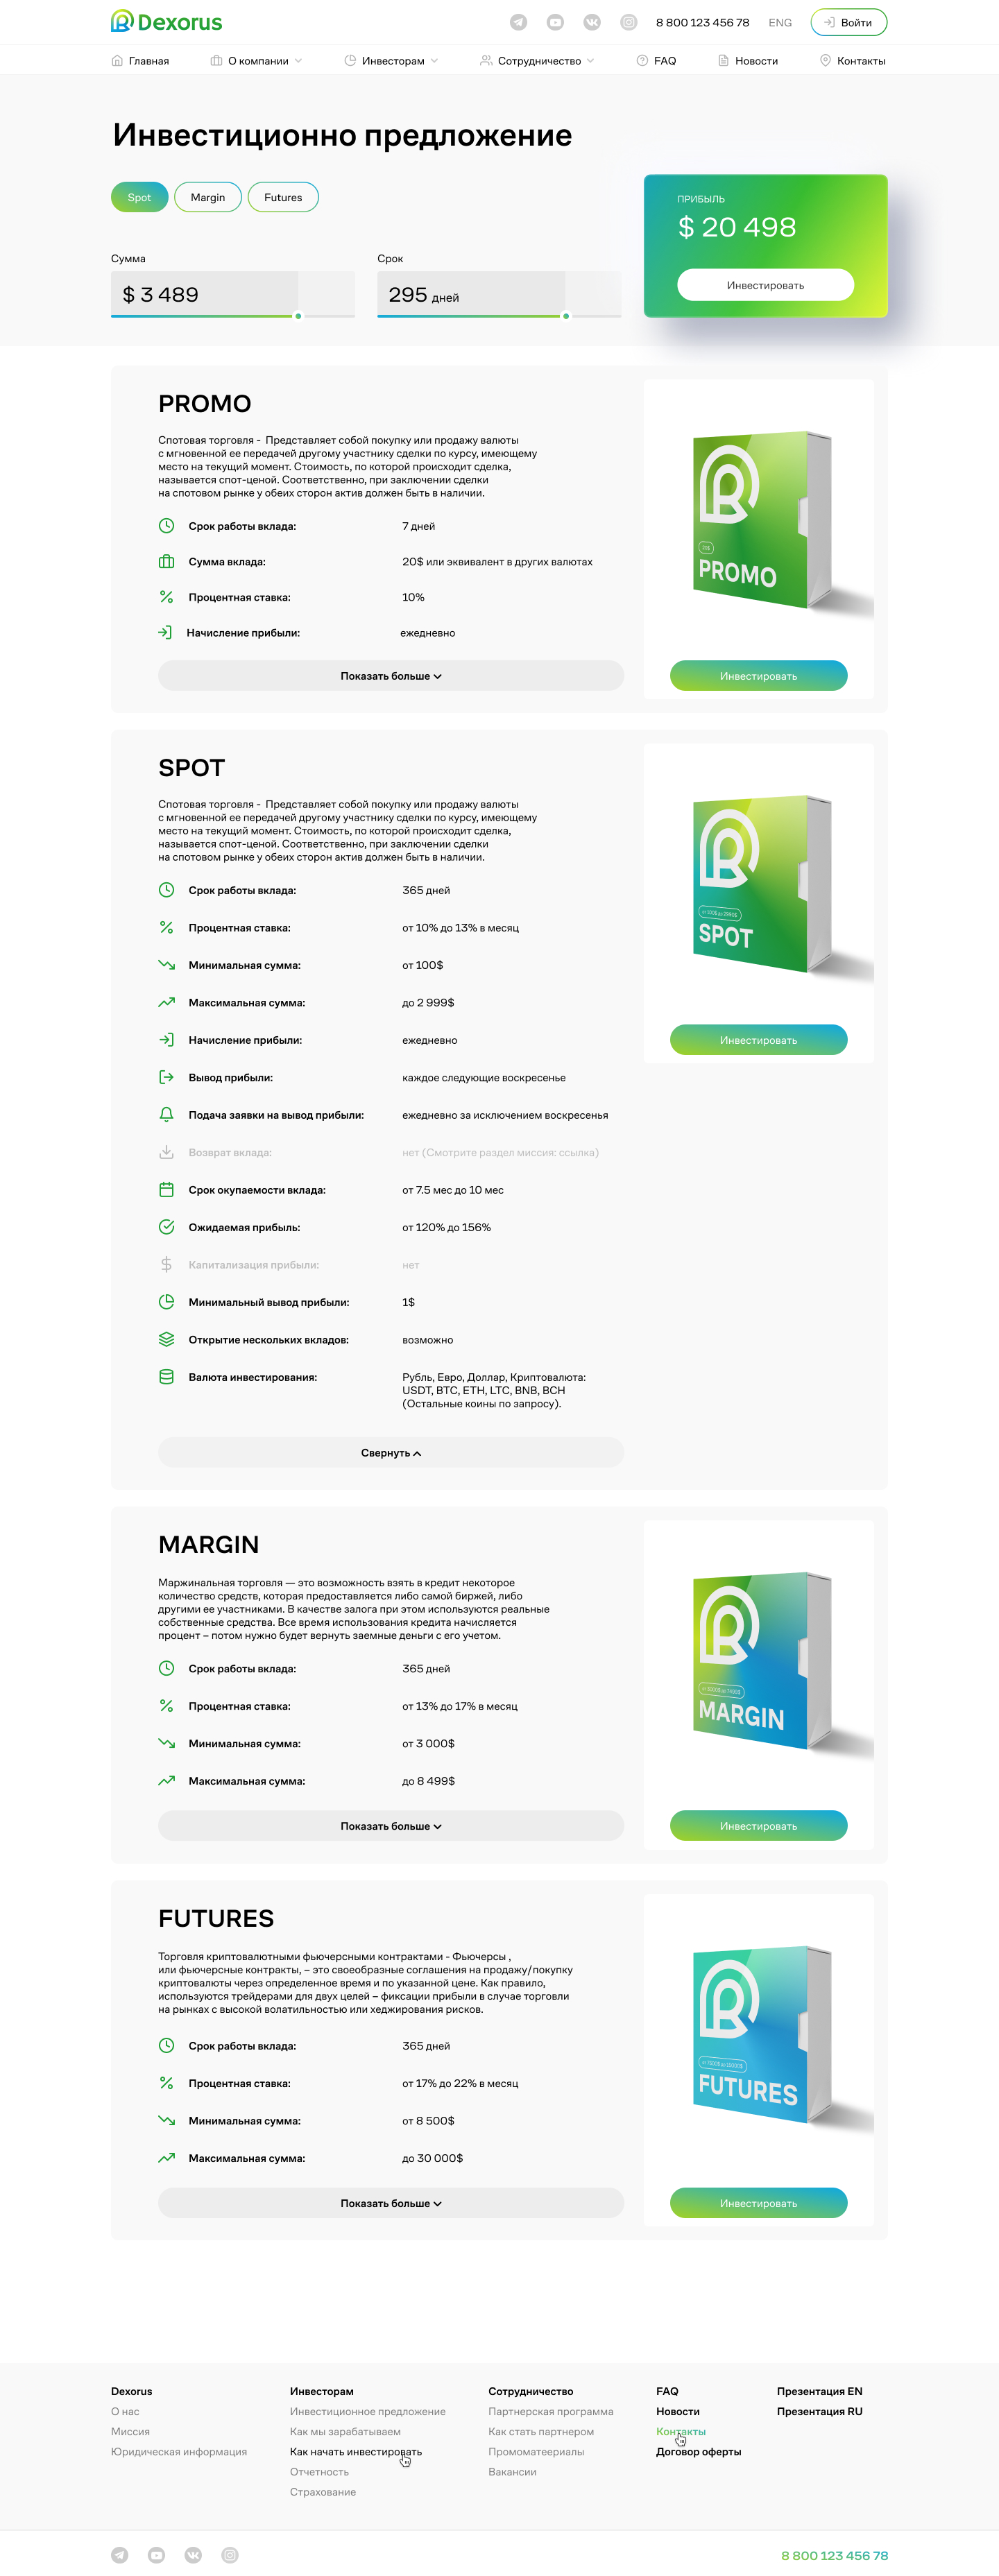 Dexorus
8 800 123 456 78
ENG
Войти
Главная
О компании
Инвесторам
Сотрудничество
FAQ
Новости
Контакты
Инвестиционно предложение
Spot
Margin
Futures
Сумма
$ 3 489
Срок
295 дней
ПРИБЫЛЬ
$ 20 498
Инвестировать
PROMO
Спотовая торговля - Представляет собой покупку или продажу валюты
с мгновенной ее передачей другому участнику сделки по курсу, имеющему
место на текущий момент. Стоимость, по которой происходит сделка,
называется спот-ценой. Соответственно, при заключении сделки
на спотовом рынке у обеих сторон актив должен быть в наличии.
Срок работы вклада: 7 дней
Сумма вклада: 20$ или эквивалент в других валютах
Процентная ставка: 10%
Начисление прибыли: ежедневно
Показать больше
PROMO
Инвестировать
SPOT
Спотовая торговля - Представляет собой покупку или продажу валюты
с мгновенной ее передачей другому участнику сделки по курсу, имеющему
место на текущий момент. Стоимость, по которой происходит сделка,
называется спот-ценой. Соответственно, при заключении сделки
на спотовом рынке у обеих сторон актив должен быть в наличии.
Срок работы вклада: 365 дней
Процентная ставка: от 10% до 13% в месяц
Минимальная сумма: от 100$
Максимальная сумма: до 2 999$
Начисление прибыли: ежедневно
Вывод прибыли: каждое следующие воскресенье
Подача заявки на вывод прибыли: ежедневно за исключением воскресенья
Возврат вклада: нет (Смотрите раздел миссия: ссылка)
Срок окупаемости вклада: от 7.5 мес до 10 мес
Ожидаемая прибыль: от 120% до 156%
Капитализация прибыли: нет
Минимальный вывод прибыли: 1$
Открытие нескольких вкладов: возможно
Валюта инвестирования: Рубль, Евро, Доллар, Криптовалюта:
USDT, BTC, ETH, LTC, BNB, BCH
(Остальные коины по запросу).
Свернуть
SPOT
Инвестировать
MARGIN
Маржинальная торговля — это возможность взять в кредит некоторое
количество средств, которая предоставляется либо самой биржей, либо
другими ее участниками. В качестве залога при этом используются реальные
собственные средства. Все время использования кредита начисляется
процент – потом нужно будет вернуть заемные деньги с его учетом.
Срок работы вклада: 365 дней
Процентная ставка: от 13% до 17% в месяц
Минимальная сумма: от 3 000$
Максимальная сумма: до 8 499$
Показать больше
MARGIN
Инвестировать
FUTURES
Торговля криптовалютными фьючерсными контрактами - Фьючерсы ,
или фьючерсные контракты, – это своеобразные соглашения на продажу/покупку
криптовалюты через определенное время и по указанной цене. Как правило,
используются трейдерами для двух целей – фиксации прибыли в случае торговли
на рынках с высокой волатильностью или хеджирования рисков.
Срок работы вклада: 365 дней
Процентная ставка: от 17% до 22% в месяц
Минимальная сумма: от 8 500$
Максимальная сумма: до 30 000$
Показать больше
FUTURES
Инвестировать
Dexorus
О нас
Миссия
Юридическая информация
Инвесторам
Инвестиционное предложение
Как мы зарабатываем
Как начать инвестировать
Отчетность
Страхование
Сотрудничество
Партнерская программа
Как стать партнером
Промоматеериалы
Вакансии
FAQ
Новости
Контакты
Договор оферты
Презентация EN
Презентация RU
8 800 123 456 78